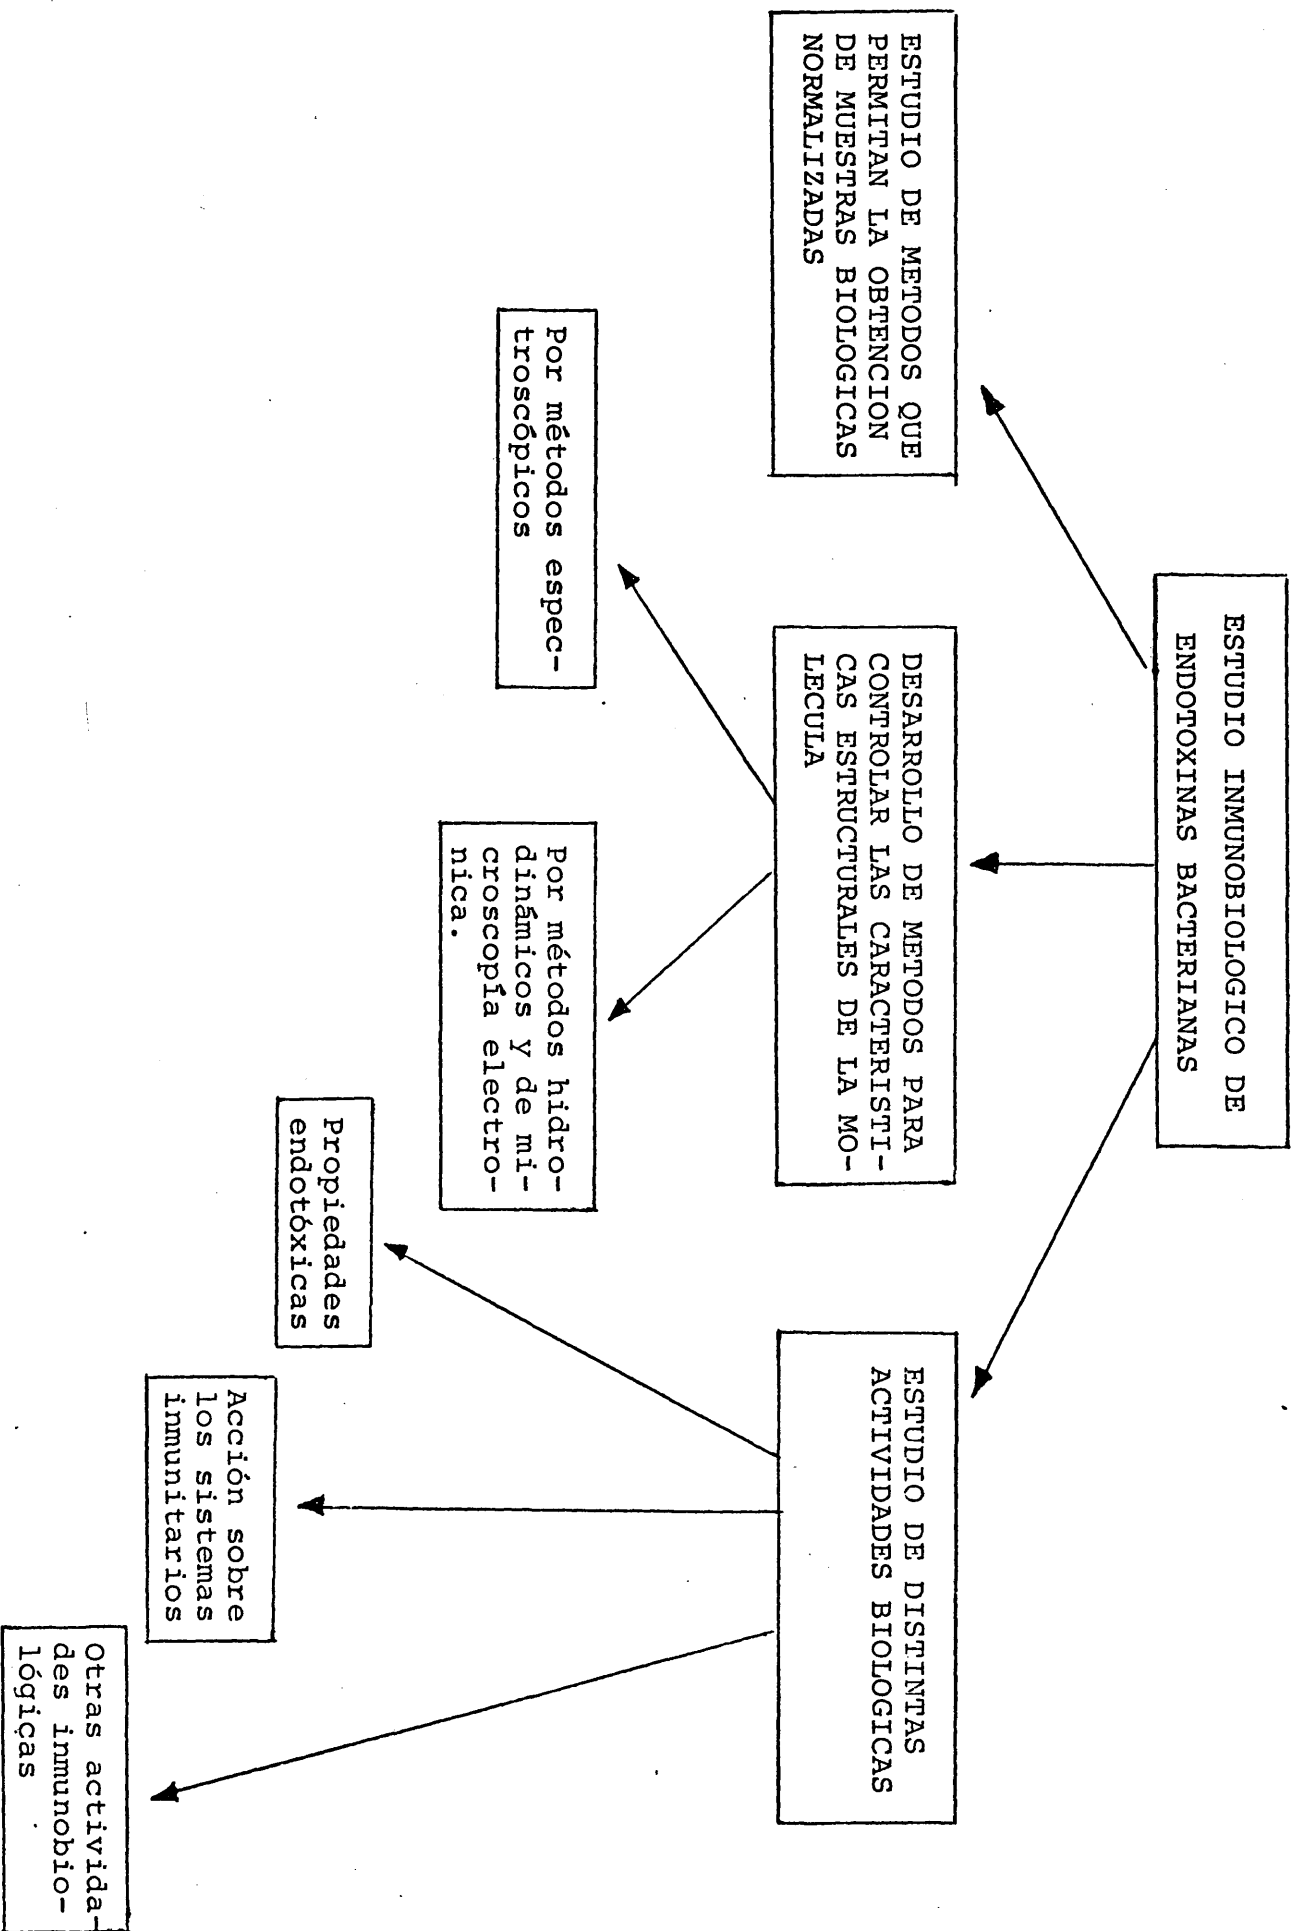 ESTUDIO INMUNOBIOLOGICO DE
ENDOTOXINAS BACTERIANAS
ESTUDIO DE METODOS QUE
PERMITAN LA OBTENCION
DE MUESTRAS BIOLOGICAS
NORMALIZADAS
DESARROLLO DE METODOS PARA
CONTROLAR LAS CARACTERISTI-
CAS ESTRUCTURALES DE LA MO-
LECULA
ESTUDIO DE DISTINTAS
ACTIVIDADES BIOLOGICAS
Por métodos espec-
troscópicos
Por métodos hidro-
dinámicos y de mi-
croscopía electro-
nica.
Propiedades
endotóxicas
Acción sobre
los sistemas
inmunitarios
Otras activida-
des inmunobio-
lógicas